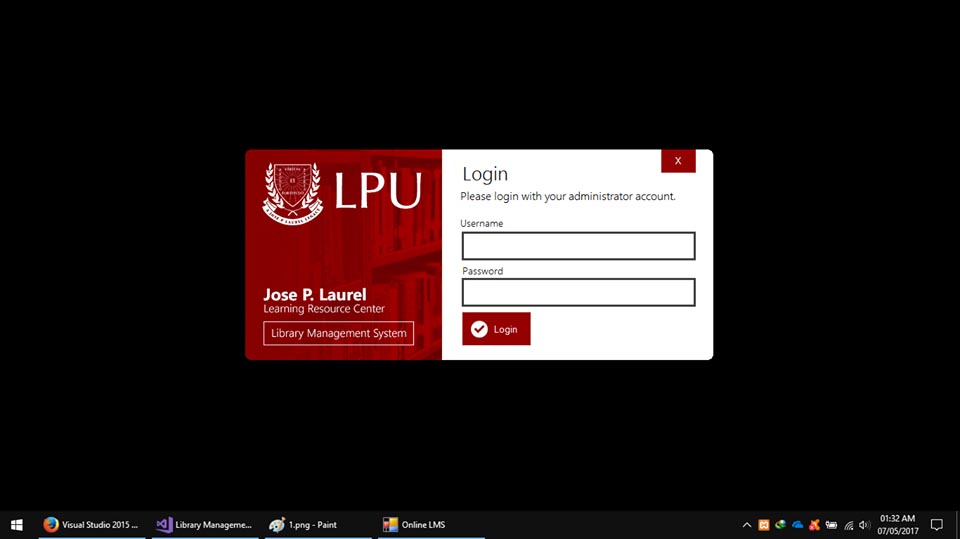 LPU
Jose P. Laurel
Learning Resource Center
Library Management System
X
Login
Please login with your administrator account.
Username
Password
Login
Visual Studio 2015 ...
Library Manageme...
1.png - Paint
Online LMS
01:32 AM
07/05/2017